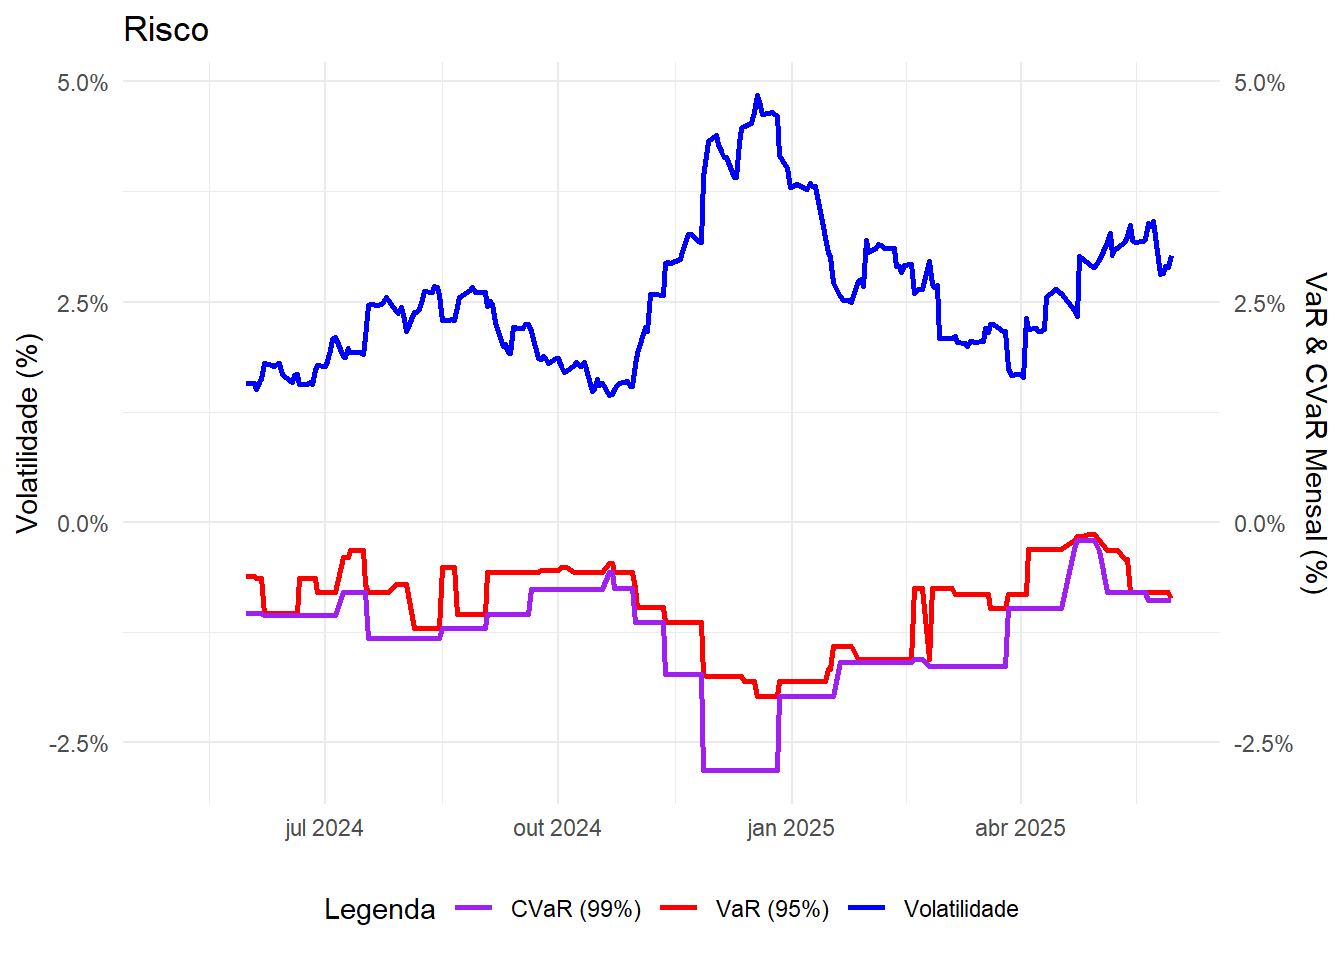 Risco
5.0%
2.5%
0.0%
-2.5%
Volatilidade (%)
5.0%
2.5%
0.0%
-2.5%
VaR & CVaR Mensal (%)
jul 2024
out 2024
jan 2025
abr 2025
Legenda CVaR (99%) VaR (95%) Volatilidade